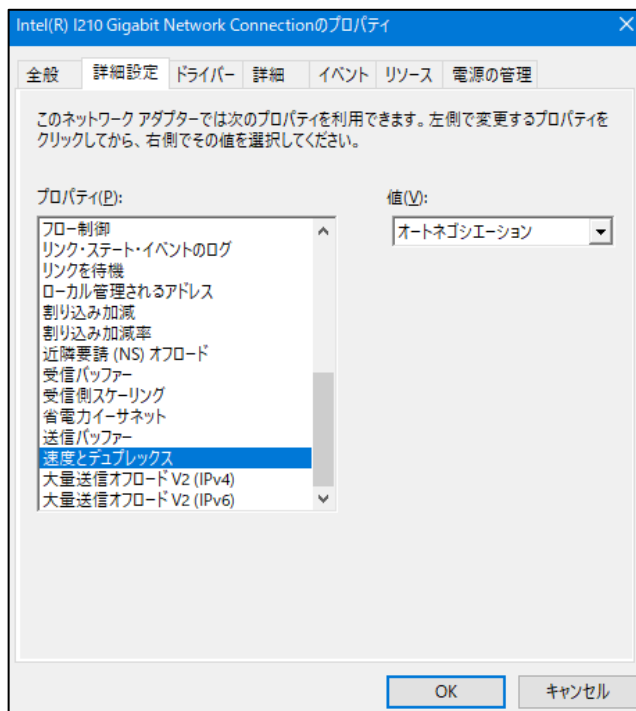 Intel(R) I210 Gigabit Network Connectionのプロパティ
全般 詳細設定 ドライバー 詳細 イベント リソース 電源の管理
このネットワーク アダプターでは次のプロパティを利用できます。左側で変更するプロパティを
クリックしてから、右側でその値を選択してください。
プロパティ(P):
フロー制御
リンク・ステート・イベントのログ
リンクを待機
ローカル管理されるアドレス
割り込み加減
割り込み加減率
近隣要請 (NS) オフロード
受信バッファー
受信側スケーリング
省電力イーサネット
送信バッファー
速度とデュプレックス
大量送信オフロード V2 (IPv4)
大量送信オフロード V2 (IPv6)
値(V):
オートネゴシエーション
OK キャンセル